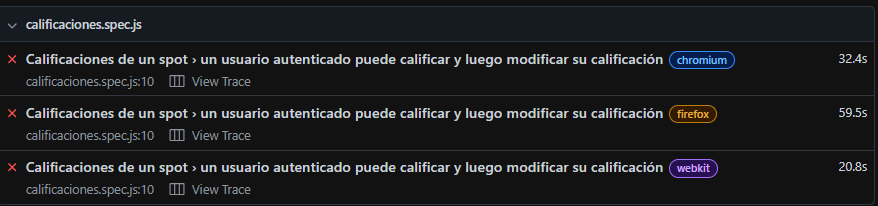 calificaciones.spec.js
Calificaciones de un spot › un usuario autenticado puede calificar y luego modificar su calificación chromium 32.4s
calificaciones.spec.js:10 View Trace
Calificaciones de un spot › un usuario autenticado puede calificar y luego modificar su calificación firefox 59.5s
calificaciones.spec.js:10 View Trace
Calificaciones de un spot › un usuario autenticado puede calificar y luego modificar su calificación webkit 20.8s
calificaciones.spec.js:10 View Trace